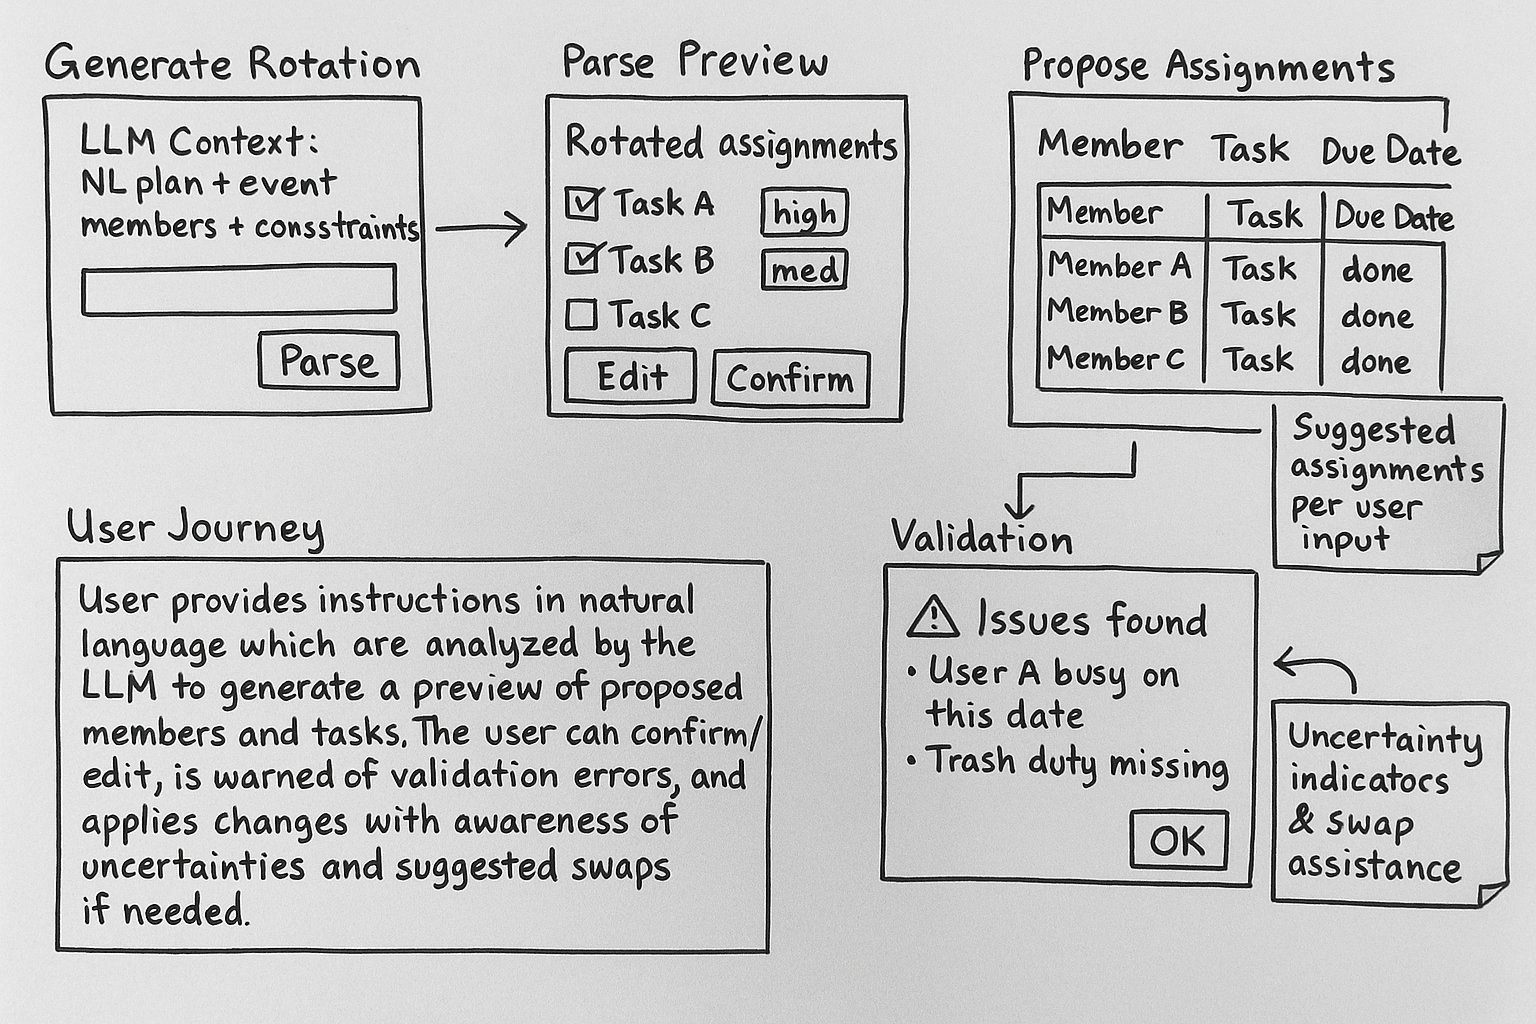 Generate Rotation
LLM Context:
NL plan + event
members + consstraints
Parse
Parse Preview
Rotated assignments
Task A
high
Task B
med
Task C
Edit
Confirm
Propose Assignments
Member Task Due Date
Member Task Due Date
Member A Task done
Member B Task done
Member C Task done
Suggested
assignments
per user
input
User Journey
User provides instructions in natural
language which are analyzed by the
LLM to generate a preview of proposed
members and tasks. The user can confirm/
edit, is warned of validation errors, and
applies changes with awareness of
uncertainties and suggested swaps
if needed.
Validation
Issues found
• User A busy on
this date
• Trash duty missing
OK
Uncertainty
indicators
& swap
assistance